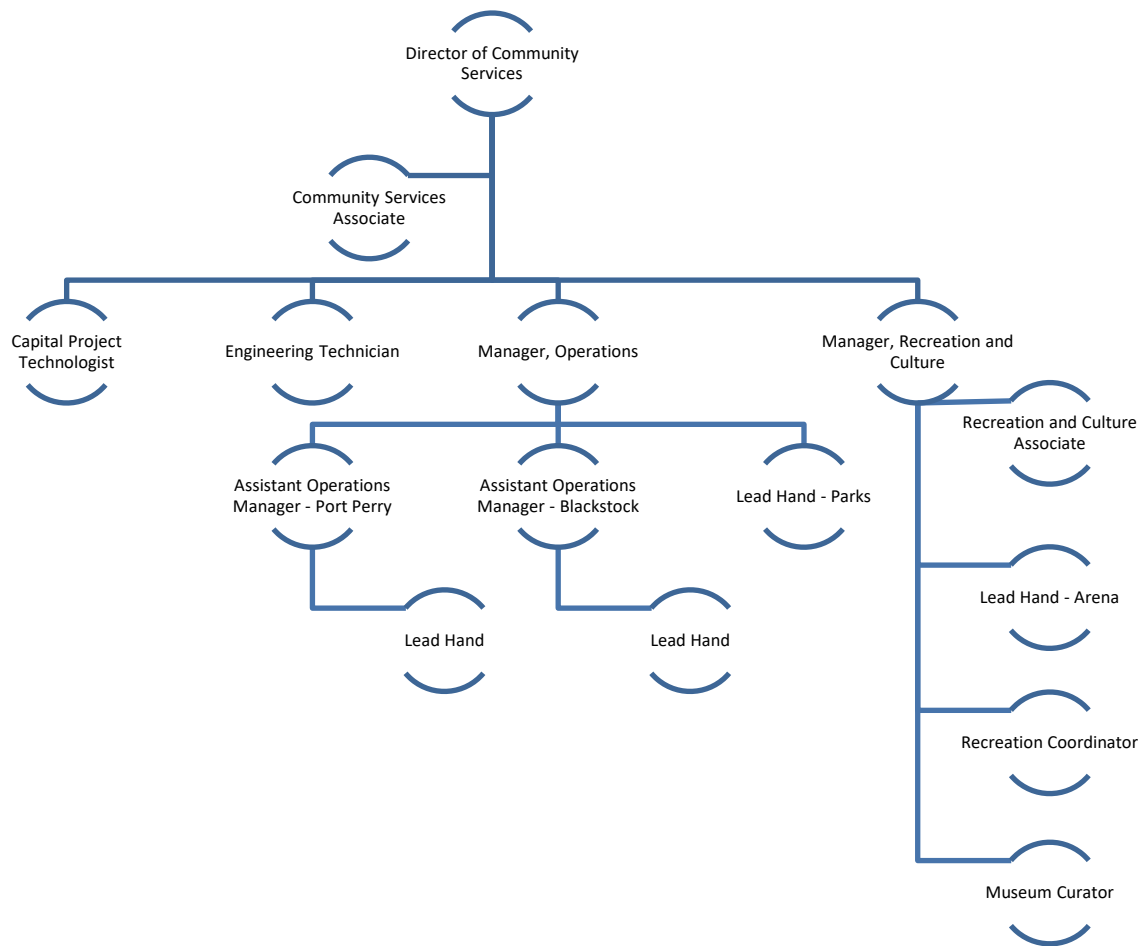 Director of Community
Services
Community Services
Associate
Capital Project
Technologist
Engineering Technician
Manager, Operations
Manager, Recreation and
Culture
Recreation and Culture
Associate
Assistant Operations
Manager - Port Perry
Assistant Operations
Manager - Blackstock
Lead Hand - Parks
Lead Hand - Arena
Lead Hand
Lead Hand
Recreation Coordinator
Museum Curator